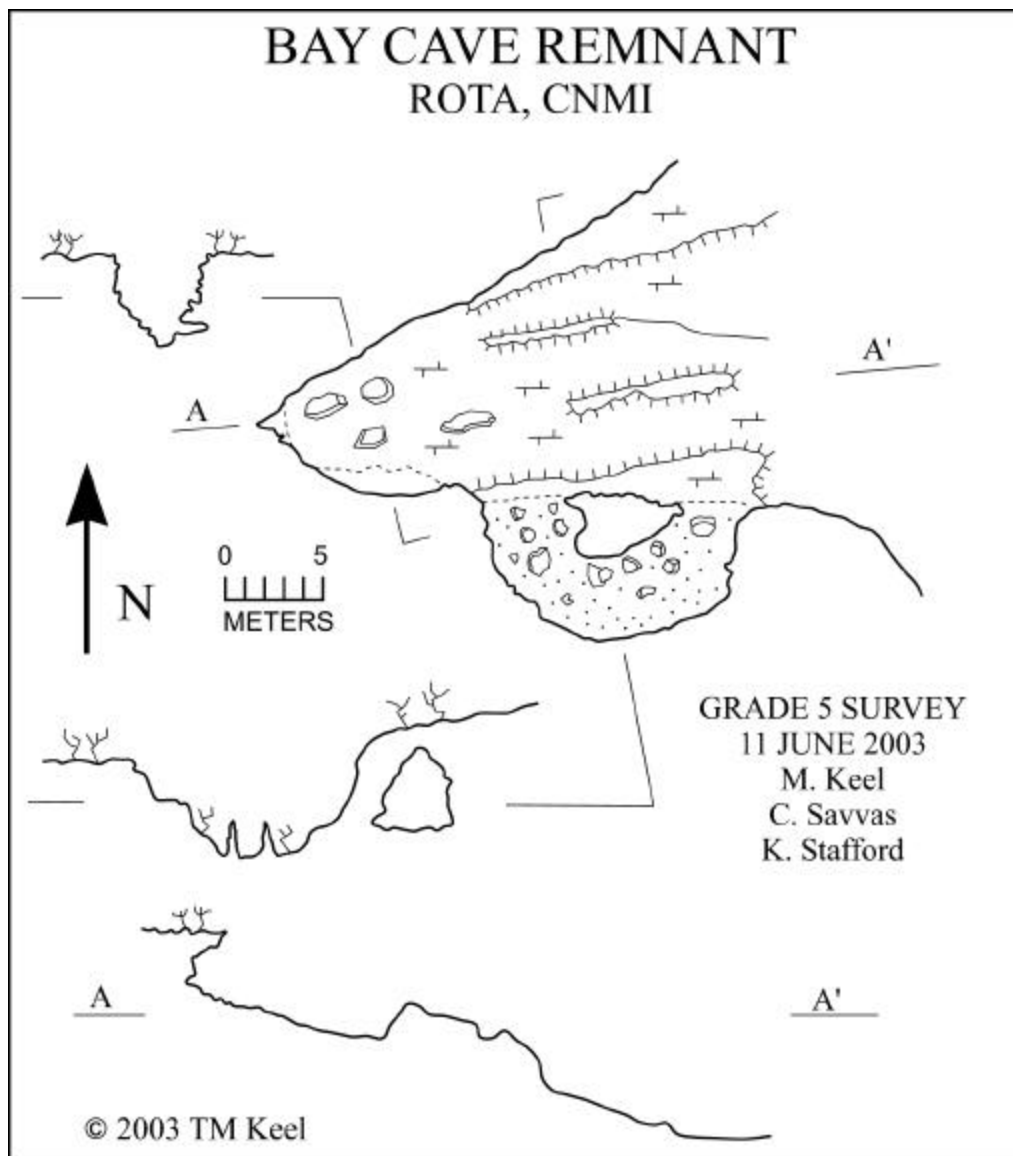 BAY CAVE REMNANT
ROTA, CNMI
A
A'
N
0 5
METERS
GRADE 5 SURVEY
11 JUNE 2003
M. Keel
C. Savvas
K. Stafford
A
A'
© 2003 TM Keel